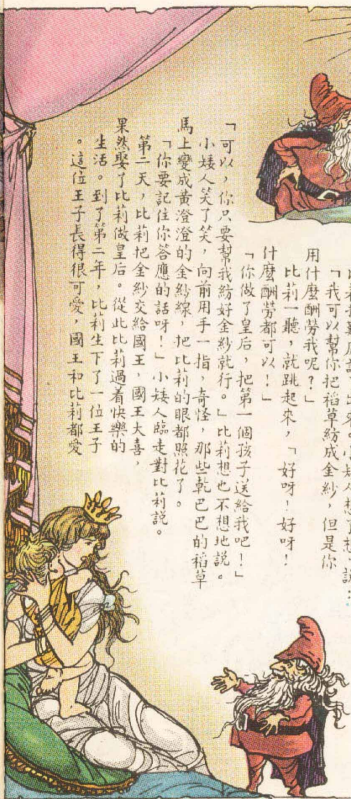 「我可以幫你把稻草紡成金紗，但是你
用什麼酬勞我呢？」
比莉一聽，就跳起來，「好呀！好呀！
什麼酬勞都可以！」
「你做了皇后，把第一個孩子送給我吧！」
「可以，你只要幫我紡好金紗就行。」比莉想也不想地說。
小矮人笑了笑，向前用手一指，奇怪，那些乾巴巴的稻草
馬上變成黃澄澄的金紗線，把比莉的眼都照花了。
「你要記住你答應的話呀！」小矮人臨走對比莉說。
第二天，比莉把金紗交給國王，國王大喜，
果然娶了比莉做皇后。從此比莉過着快樂的
生活。到了第二年，比莉生下了一位王子
。這位王子長得很可愛，國王和比莉都愛